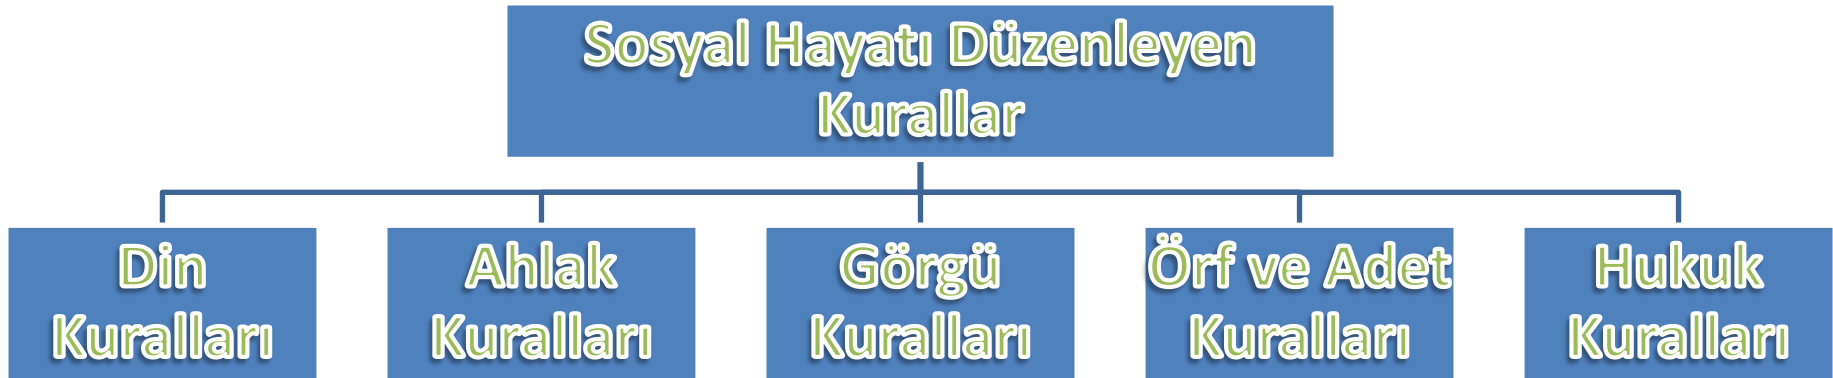 Sosyal Hayatı Düzenleyen
Kurallar
Din
Kuralları
Ahlak
Kuralları
Görgü
Kuralları
Örf ve Adet
Kuralları
Hukuk
Kuralları